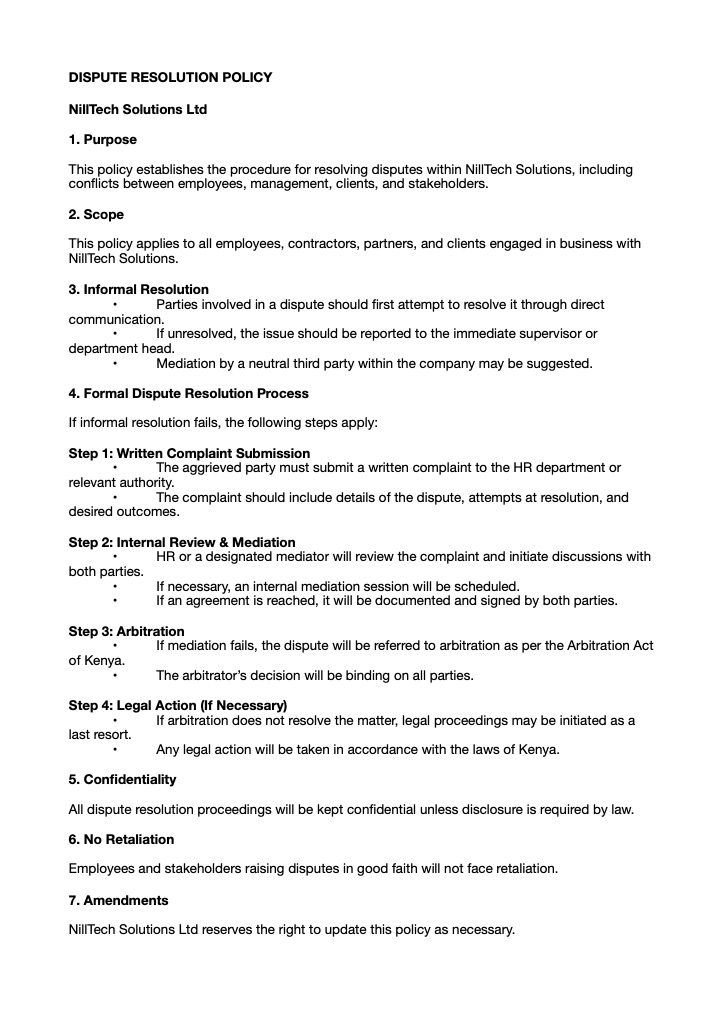 DISPUTE RESOLUTION POLICY
NillTech Solutions Ltd
1. Purpose
This policy establishes the procedure for resolving disputes within NillTech Solutions, including
conflicts between employees, management, clients, and stakeholders.
2. Scope
This policy applies to all employees, contractors, partners, and clients engaged in business with
NillTech Solutions.
3. Informal Resolution
• Parties involved in a dispute should first attempt to resolve it through direct
communication.
• If unresolved, the issue should be reported to the immediate supervisor or
department head.
• Mediation by a neutral third party within the company may be suggested.
4. Formal Dispute Resolution Process
If informal resolution fails, the following steps apply:
Step 1: Written Complaint Submission
• The aggrieved party must submit a written complaint to the HR department or
relevant authority.
• The complaint should include details of the dispute, attempts at resolution, and
desired outcomes.
Step 2: Internal Review & Mediation
• HR or a designated mediator will review the complaint and initiate discussions with
both parties.
• If necessary, an internal mediation session will be scheduled.
• If an agreement is reached, it will be documented and signed by both parties.
Step 3: Arbitration
• If mediation fails, the dispute will be referred to arbitration as per the Arbitration Act
of Kenya.
• The arbitrator’s decision will be binding on all parties.
Step 4: Legal Action (If Necessary)
• If arbitration does not resolve the matter, legal proceedings may be initiated as a
last resort.
• Any legal action will be taken in accordance with the laws of Kenya.
5. Confidentiality
All dispute resolution proceedings will be kept confidential unless disclosure is required by law.
6. No Retaliation
Employees and stakeholders raising disputes in good faith will not face retaliation.
7. Amendments
NillTech Solutions Ltd reserves the right to update this policy as necessary.